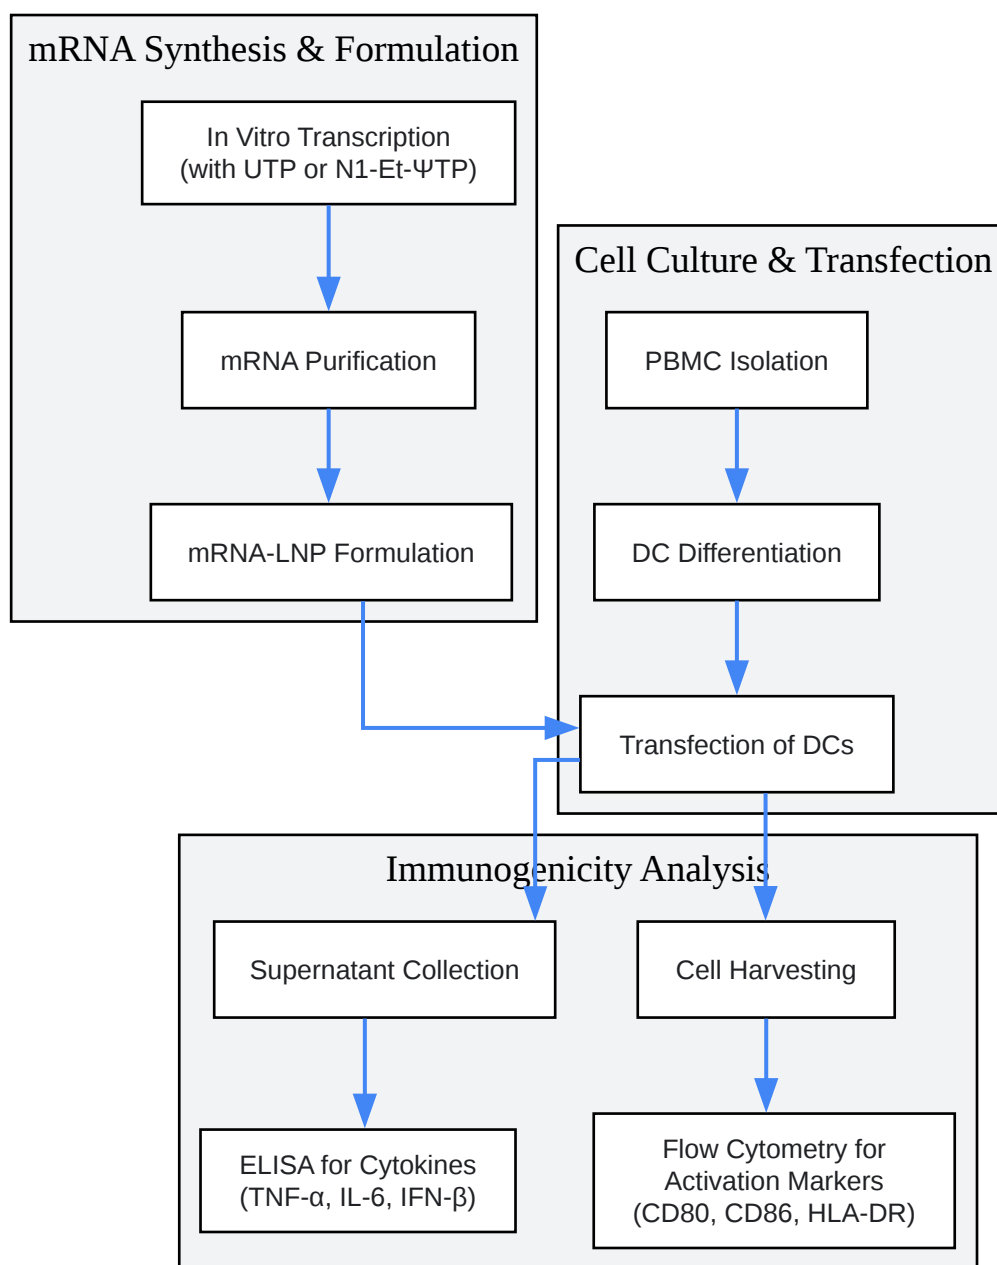 mRNA Synthesis & Formulation
In Vitro Transcription
(with UTP or N1-Et-ΨTP)
mRNA Purification
mRNA-LNP Formulation
Cell Culture & Transfection
PBMC Isolation
DC Differentiation
Transfection of DCs
Immunogenicity Analysis
Supernatant Collection
Cell Harvesting
ELISA for Cytokines
(TNF-α, IL-6, IFN-β)
Flow Cytometry for
Activation Markers
(CD80, CD86, HLA-DR)